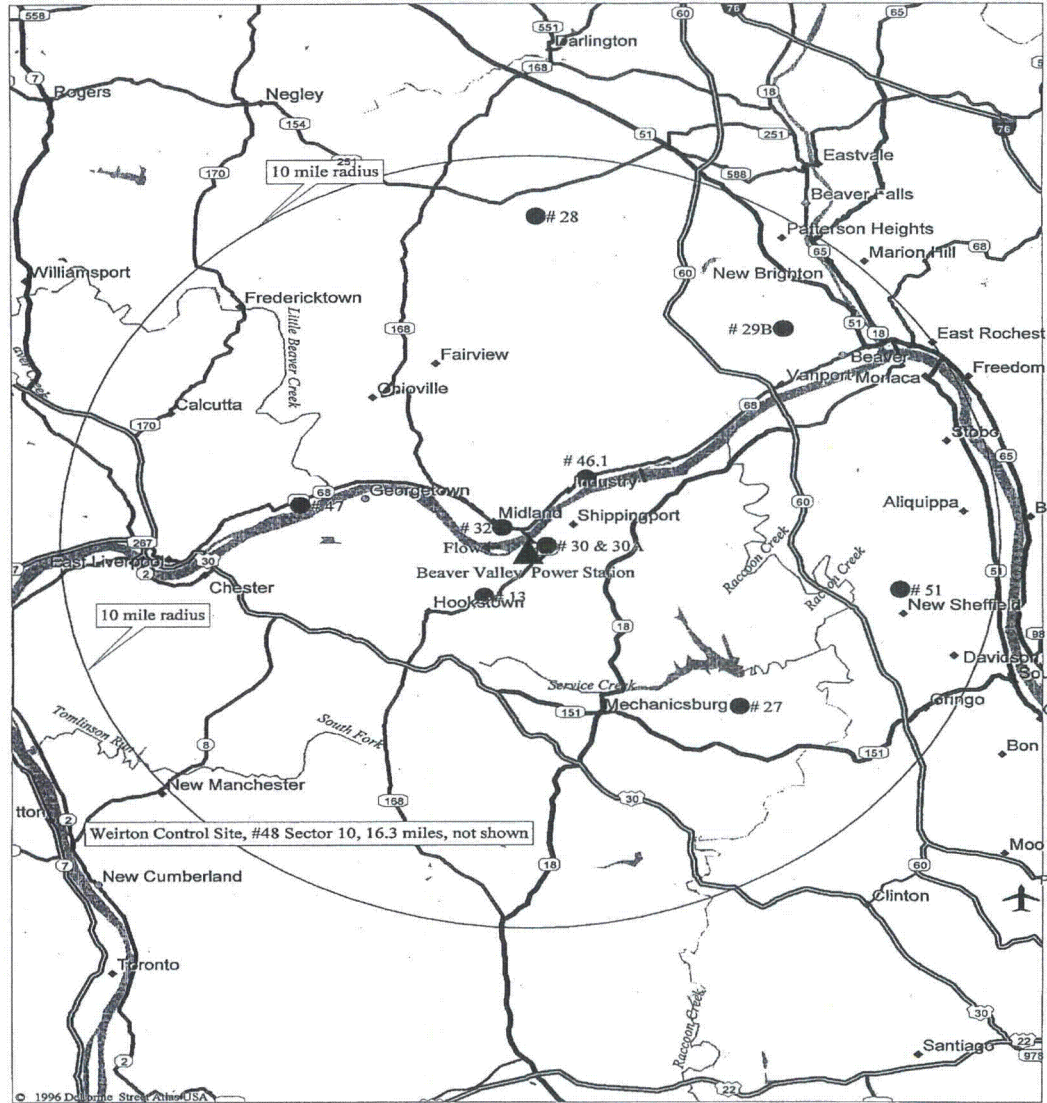 558
551
60
76
65
Darlington
168
7
18
Rogers
Negley
154
51
251
76
170
251
10 mile radius
588
Eastvale
Beaver Falls
# 28
Patterson Heights
65
68
Marion Hill
Williamsport
60
New Brighton
Fredericktown
Little Beaver Creek
168
# 29B
51
18
East Rochest
Fairview
Beaver
Vanport
Monaca
Freedom
Ohioville
Calcutta
68
170
Stobo
65
# 46.1
Industry
Georgetown
68
# 47
60
Aliquippa
Midland
# 32
Shippingport
Flow
# 30 & 30A
267
East Liverpool
30
2
Beaver Valley Power Station
Raccoon Creek
Raccoon Creek
51
Chester
# 51
Hookstown
# 13
New Sheffield
10 mile radius
18
Davidson
Service Creek
Mechanicsburg
# 27
151
Gringo
Tomlinson Run
South Fork
8
151
Bon
New Manchester
168
30
tton
2
Weirton Control Site, #48 Sector 10, 16.3 miles, not shown
7
18
60
Moo
New Cumberland
Clinton
Toronto
Raccoon Creek
30
22
978
Santiago
2
22
© 1996 DeLorme Street Atlas USA